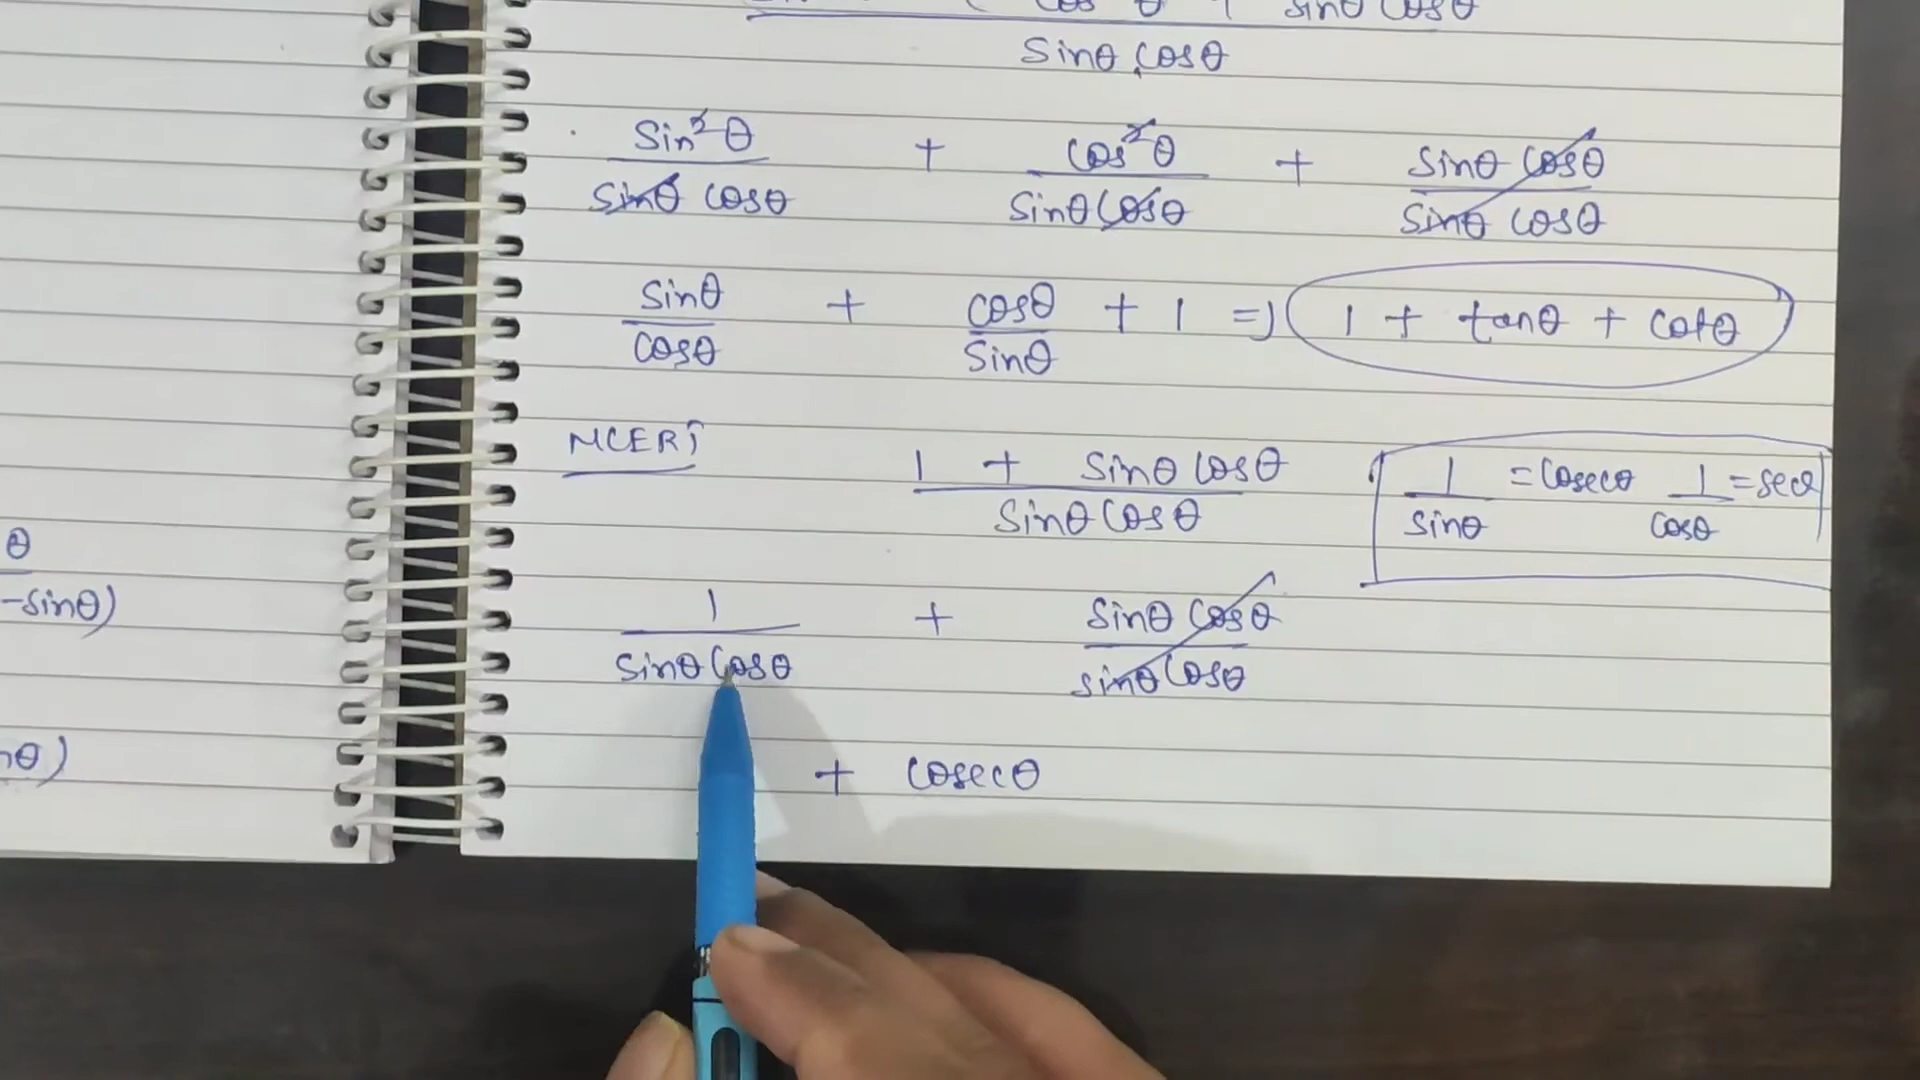 sinθ cosθ
Sinθ cosθ
Sin²θ + cos²θ + sinθ cosθ
sinθ cosθ sinθ cosθ sinθ cosθ
sinθ + cosθ + 1 => 1 + tanθ + cotθ
cosθ sinθ
NCERT
1 + sinθ cosθ
sinθ cosθ
1 = cosecθ 1 = secθ
sinθ cosθ
1 + sinθ cosθ
sinθ cosθ sinθ cosθ
+ cosecθ
θ
-sinθ)
θ)